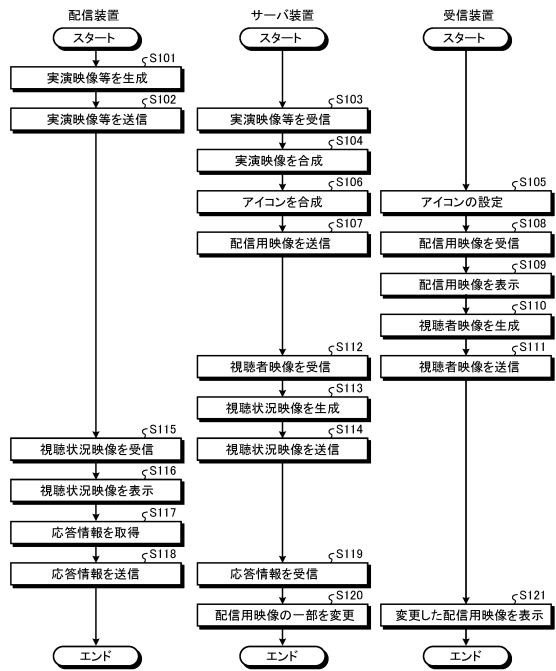 配信装置
サーバ装置
受信装置
スタート
スタート
スタート
S101
実演映像等を生成
S102
実演映像等を送信
S103
実演映像等を受信
S104
実演映像を合成
S105
アイコンの設定
S106
アイコンを合成
S107
配信用映像を送信
S108
配信用映像を受信
S109
配信用映像を表示
S110
視聴者映像を生成
S111
視聴者映像を送信
S112
視聴者映像を受信
S113
視聴状況映像を生成
S114
視聴状況映像を送信
S115
視聴状況映像を受信
S116
視聴状況映像を表示
S117
応答情報を取得
S118
応答情報を送信
S119
応答情報を受信
S120
配信用映像の一部を変更
S121
変更した配信用映像を表示
エンド
エンド
エンド